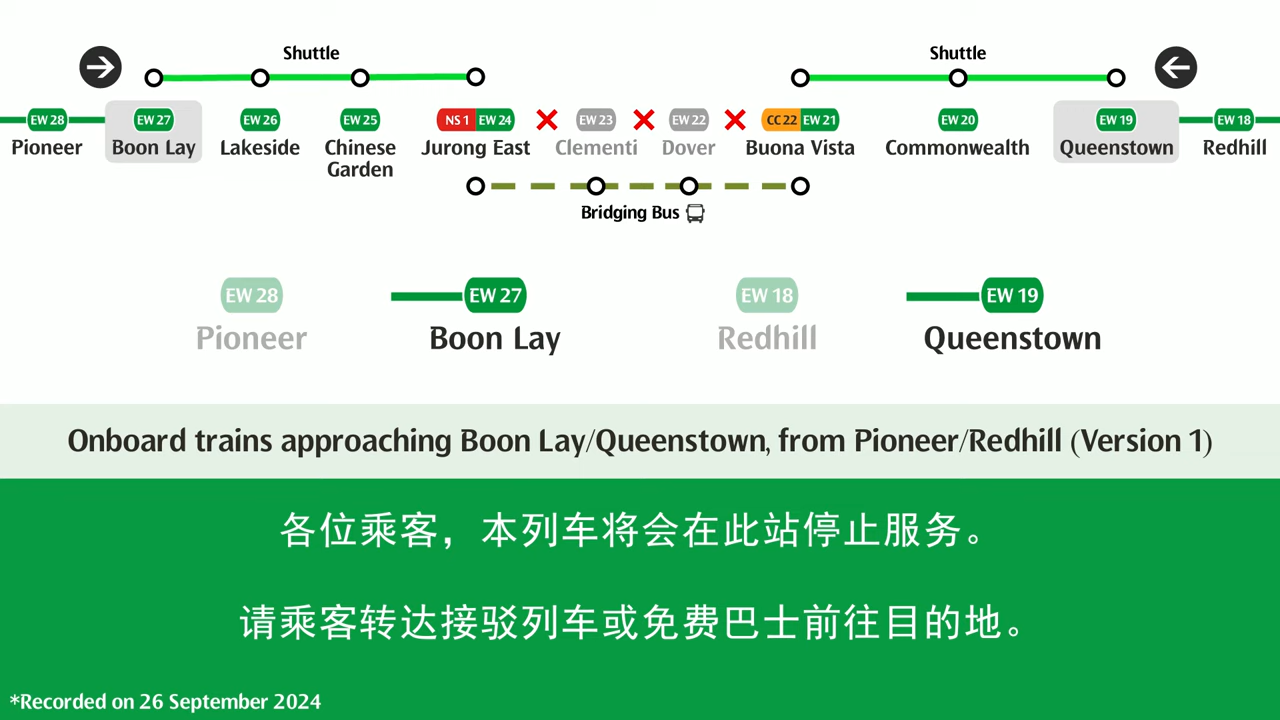 Shuttle
Shuttle
EW 28
EW 27
EW 26
EW 25
NS 1 EW 24
EW 23
EW 22
CC 22 EW 21
EW 20
EW 19
EW 18
Pioneer
Boon Lay
Lakeside
Chinese
Garden
Jurong East
Clementi
Dover
Buona Vista
Commonwealth
Queenstown
Redhill
Bridging Bus
EW 28
EW 27
EW 18
EW 19
Pioneer
Boon Lay
Redhill
Queenstown
Onboard trains approaching Boon Lay/Queenstown, from Pioneer/Redhill (Version 1)
各位乘客，本列车将会在此站停止服务。
请乘客转达接驳列车或免费巴士前往目的地。
*Recorded on 26 September 2024